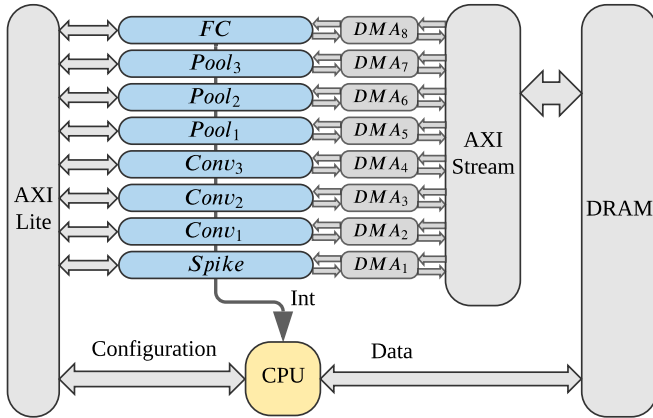 FC
DMA8
Pool3
DMA7
Pool2
DMA6
Pool1
DMA5
Conv3
DMA4
Conv2
DMA3
Conv1
DMA2
Spike
DMA1
AXI
Lite
AXI
Stream
DRAM
Int
Configuration
CPU
Data